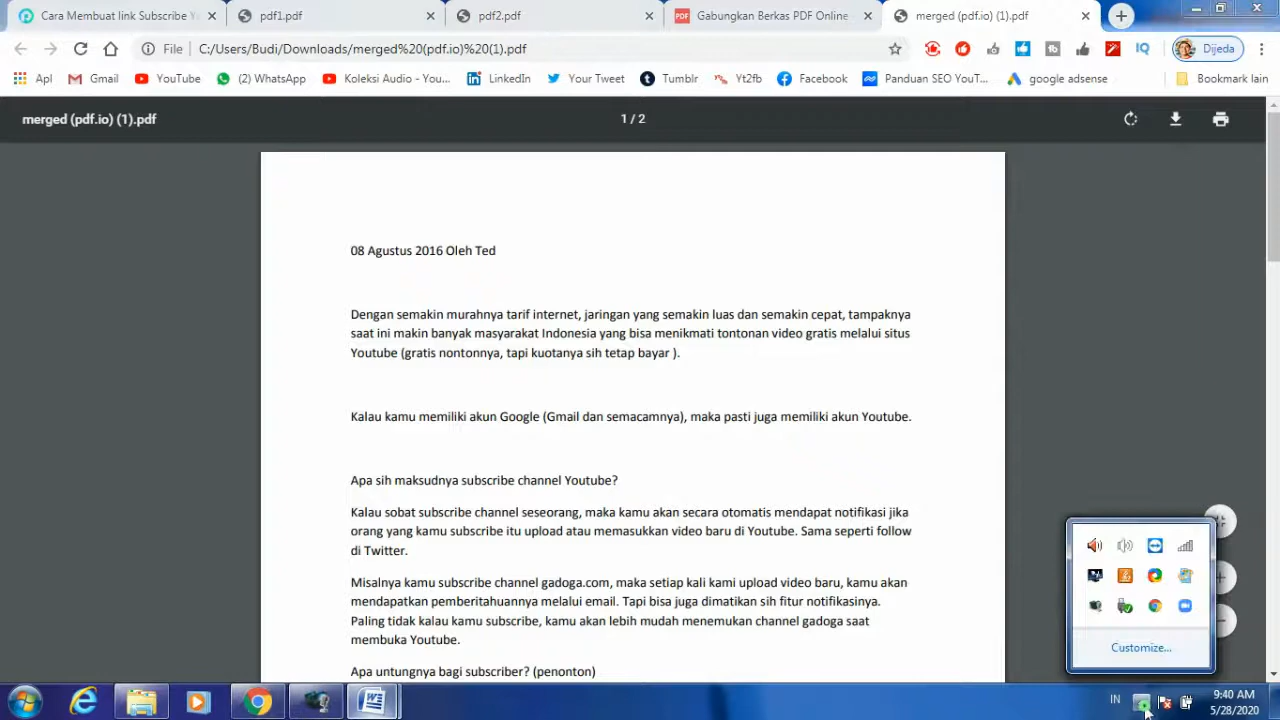 Cara Membuat link Subscribe Y
pdf1.pdf
pdf2.pdf
PDF
Gabungkan Berkas PDF Online
merged (pdf.io) (1).pdf
File
C:/Users/Budi/Downloads/merged%20(pdf.io)%20(1).pdf
IQ
Dijeda
Apl
Gmail
YouTube
(2) WhatsApp
Koleksi Audio - You...
LinkedIn
Your Tweet
Tumblr
Yt2fb
Facebook
Panduan SEO YouT...
google adsense
Bookmark lain
merged (pdf.io) (1).pdf
1 / 2
08 Agustus 2016 Oleh Ted
Dengan semakin murahnya tarif internet, jaringan yang semakin luas dan semakin cepat, tampaknya
saat ini makin banyak masyarakat Indonesia yang bisa menikmati tontonan video gratis melalui situs
Youtube (gratis nontonnya, tapi kuotanya sih tetap bayar ).
Kalau kamu memiliki akun Google (Gmail dan semacamnya), maka pasti juga memiliki akun Youtube.
Apa sih maksudnya subscribe channel Youtube?
Kalau sobat subscribe channel seseorang, maka kamu akan secara otomatis mendapat notifikasi jika
orang yang kamu subscribe itu upload atau memasukkan video baru di Youtube. Sama seperti follow
di Twitter.
Misalnya kamu subscribe channel gadoga.com, maka setiap kali kami upload video baru, kamu akan
mendapatkan pemberitahuannya melalui email. Tapi bisa juga dimatikan sih fitur notifikasinya.
Paling tidak kalau kamu subscribe, kamu akan lebih mudah menemukan channel gadoga saat
membuka Youtube.
Apa untungnya bagi subscriber? (penonton)
Customize...
IN
9:40 AM
5/28/2020